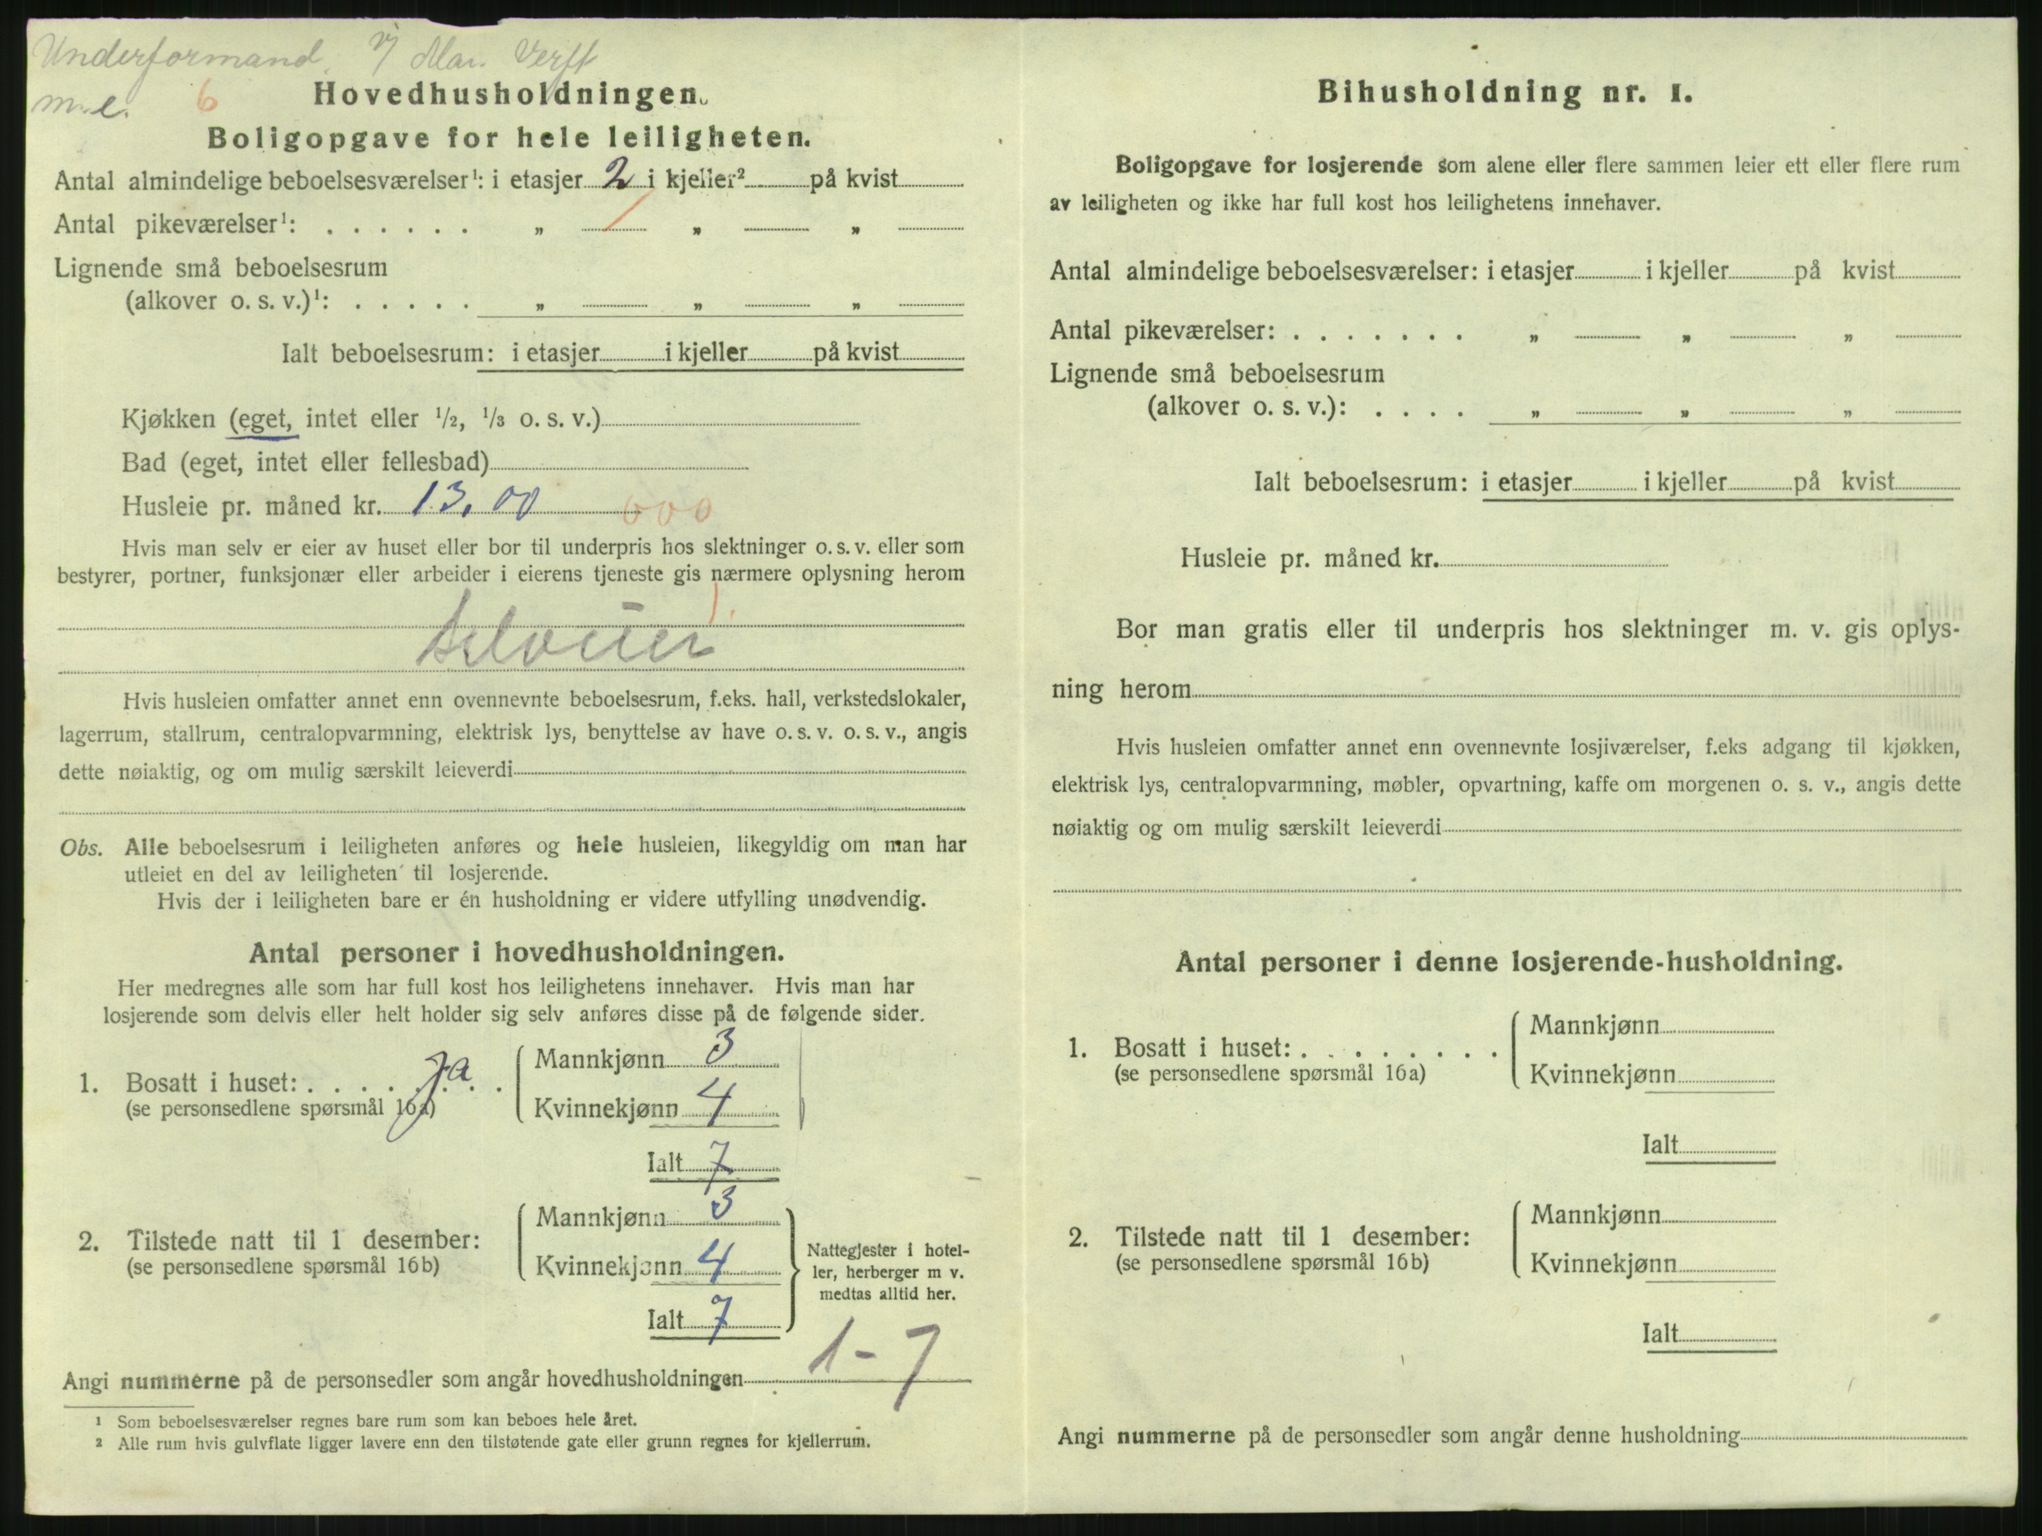 Underformand v/ Mar. Verft
m.e. 6
Hovedhusholdningen.
Boligopgave for hele leiligheten.
Antal almindelige beboelsesværelser¹: i etasjer 2 i kjeller² på kvist
Antal pikeværelser¹: . . . . . . „ „ „
Lignende små beboelsesrum
(alkover o. s. v.)¹: . . . . . „ „ „
Ialt beboelsesrum: i etasjer i kjeller på kvist
Kjøkken (eget, intet eller 1/2, 1/3 o. s. v.)
Bad (eget, intet eller fellesbad)
Husleie pr. måned kr. 13.00 000
Hvis man selv er eier av huset eller bor til underpris hos slektninger o. s. v. eller som
bestyrer, portner, funksjonær eller arbeider i eierens tjeneste gis nærmere oplysning herom
Selveier 1.
Hvis husleien omfatter annet enn ovennevnte beboelsesrum, f.eks. hall, verkstedslokaler,
lagerrum, stallrum, centralopvarmning, elektrisk lys, benyttelse av have o. s. v. o. s. v., angis
dette nøiaktig, og om mulig særskilt leieverdi
Obs. Alle beboelsesrum i leiligheten anføres og hele husleien, likegyldig om man har
utleiet en del av leiligheten til losjerende.
Hvis der i leiligheten bare er én husholdning er videre utfylling unødvendig.
Antal personer i hovedhusholdningen.
Her medregnes alle som har full kost hos leilighetens innehaver. Hvis man har
losjerende som delvis eller helt holder sig selv anføres disse på de følgende sider.
1. Bosatt i huset: . . . . Ja . . Mannkjønn 3
(se personsedlene spørsmål 16a) Kvinnekjønn 4
Ialt 7
2. Tilstede natt til 1 desember: Mannkjønn 3
(se personsedlene spørsmål 16b) Kvinnekjønn 4
Ialt 7
Nattegjester i hotel-
ler, herberger m v.
medtas alltid her.
Angi nummerne på de personsedler som angår hovedhusholdningen 1-7
¹ Som beboelsesværelser regnes bare rum som kan beboes hele året.
² Alle rum hvis gulvflate ligger lavere enn den tilstøtende gate eller grunn regnes for kjellerrum.
Bihusholdning nr. 1.
Boligopgave for losjerende som alene eller flere sammen leier ett eller flere rum
av leiligheten og ikke har full kost hos leilighetens innehaver.
Antal almindelige beboelsesværelser: i etasjer i kjeller på kvist
Antal pikeværelser: . . . . . . . „ „ „
Lignende små beboelsesrum
(alkover o. s. v.): . . . . „ „ „
Ialt beboelsesrum: i etasjer i kjeller på kvist
Husleie pr. måned kr.
Bor man gratis eller til underpris hos slektninger m. v. gis oplys-
ning herom
Hvis husleien omfatter annet enn ovennevnte losjiværelser, f.eks adgang til kjøkken,
elektrisk lys, centralopvarmning, møbler, opvartning, kaffe om morgenen o. s. v., angis dette
nøiaktig og om mulig særskilt leieverdi
Antal personer i denne losjerende-husholdning.
1. Bosatt i huset: . . . . . . . . Mannkjønn
(se personsedlene spørsmål 16a) Kvinnekjønn
Ialt
2. Tilstede natt til 1 desember: Mannkjønn
(se personsedlene spørsmål 16b) Kvinnekjønn
Ialt
Angi nummerne på de personsedler som angår denne husholdning